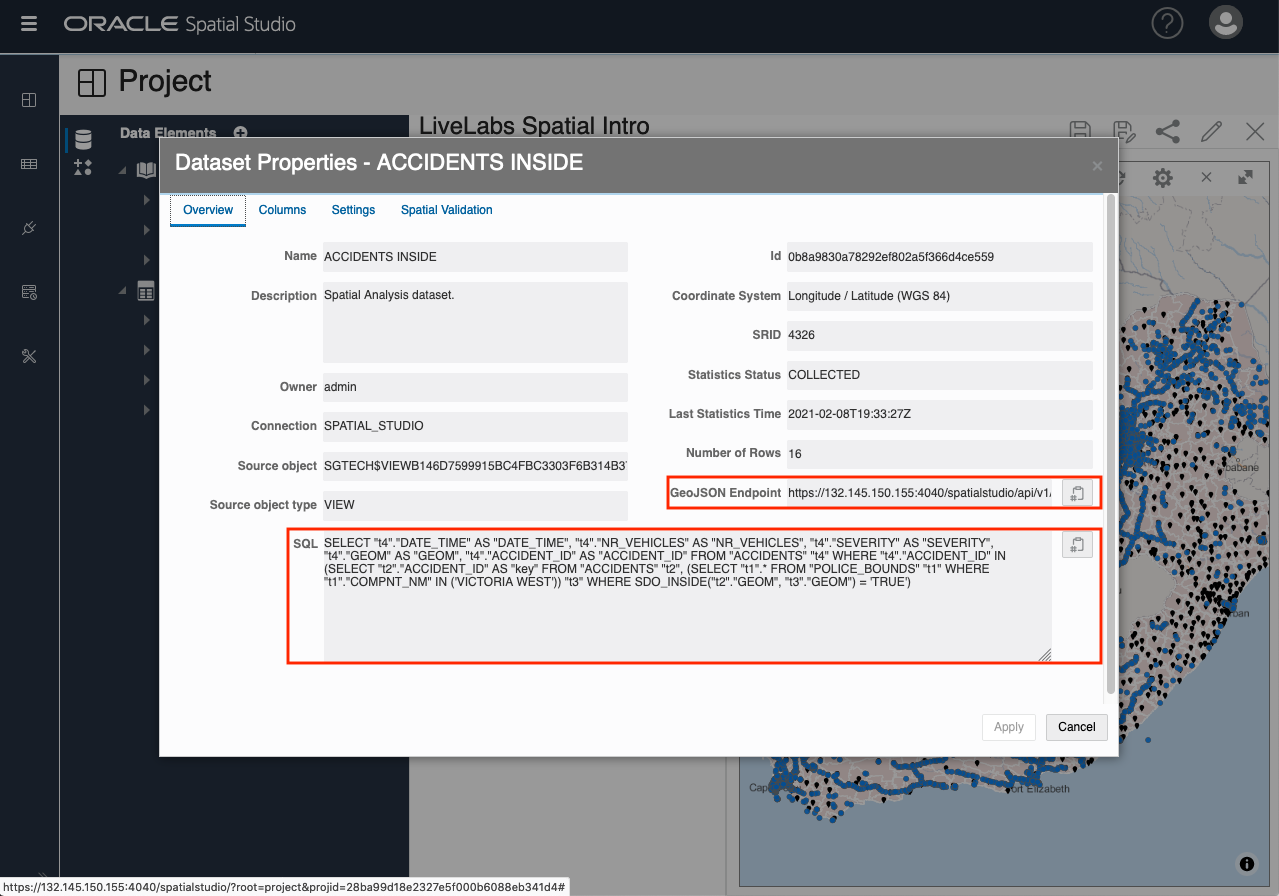 ORACLE Spatial Studio
Project
Data Elements
LiveLabs Spatial Intro
Dataset Properties - ACCIDENTS INSIDE
Overview Columns Settings Spatial Validation
Name ACCIDENTS INSIDE
Id 0b8a9830a78292ef802a5f366d4ce559
Description Spatial Analysis dataset.
Coordinate System Longitude / Latitude (WGS 84)
SRID 4326
Statistics Status COLLECTED
Owner admin
Last Statistics Time 2021-02-08T19:33:27Z
Connection SPATIAL_STUDIO
Number of Rows 16
Source object SGTECH$VIEWB146D7599915BC4FBC3303F6B314B3
GeoJSON Endpoint https://132.145.150.155:4040/spatialstudio/api/v1/
Source object type VIEW
SQL SELECT "t4"."DATE_TIME" AS "DATE_TIME", "t4"."NR_VEHICLES" AS "NR_VEHICLES", "t4"."SEVERITY" AS "SEVERITY",
"t4"."GEOM" AS "GEOM", "t4"."ACCIDENT_ID" AS "ACCIDENT_ID" FROM "ACCIDENTS" "t4" WHERE "t4"."ACCIDENT_ID" IN
(SELECT "t2"."ACCIDENT_ID" AS "key" FROM "ACCIDENTS" "t2", (SELECT "t1".* FROM "POLICE_BOUNDS" "t1" WHERE
"t1"."COMPNT_NM" IN ('VICTORIA WEST')) "t3" WHERE SDO_INSIDE("t2"."GEOM", "t3"."GEOM") = 'TRUE')
Apply Cancel
babane
ban
Cape
ort Elizabeth
https://132.145.150.155:4040/spatialstudio/?root=project&projid=28ba99d18e2327e5f000b6088eb341d4#